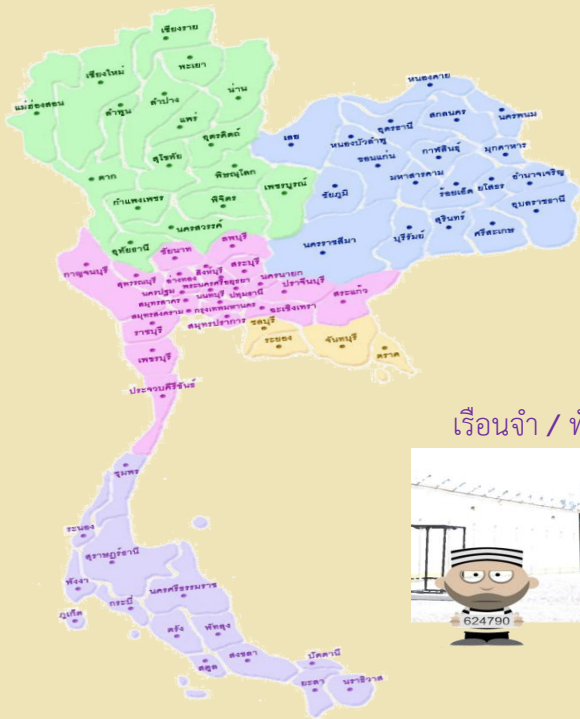 เชียงราย
พะเยา
เชียงใหม่
น่าน
แม่ฮ่องสอน
ลำปาง
ลำพูน
แพร่
อุตรดิตถ์
สุโขทัย
ตาก
พิษณุโลก
เพชรบูรณ์
กำแพงเพชร
พิจิตร
นครสวรรค์
อุทัยธานี
หนองคาย
เลย
อุดรธานี
สกลนคร
นครพนม
หนองบัวลำพู
ขอนแก่น
กาฬสินธุ์
มุกดาหาร
มหาสารคาม
ชัยภูมิ
ร้อยเอ็ด
ยโสธร
อำนาจเจริญ
อุบลราชธานี
สุรินทร์
บุรีรัมย์
ศรีสะเกษ
นครราชสีมา
ลพบุรี
ชัยนาท
กาญจนบุรี
สิงห์บุรี
สระบุรี
สุพรรณบุรี
อ่างทอง
นครนายก
พระนครศรีอยุธยา
ปราจีนบุรี
นครปฐม
นนทบุรี
ปทุมธานี
สระแก้ว
สมุทรสาคร
สมุทรสงคราม
กรุงเทพมหานคร
ฉะเชิงเทรา
สมุทรปราการ
ชลบุรี
ราชบุรี
ระยอง
จันทบุรี
ตราด
เพชรบุรี
ประจวบคีรีขันธ์
ชุมพร
ระนอง
สุราษฎร์ธานี
พังงา
นครศรีธรรมราช
กระบี่
ภูเก็ต
ตรัง
พัทลุง
สตูล
สงขลา
ปัตตานี
ยะลา
นราธิวาส
เรือนจำ /
624790